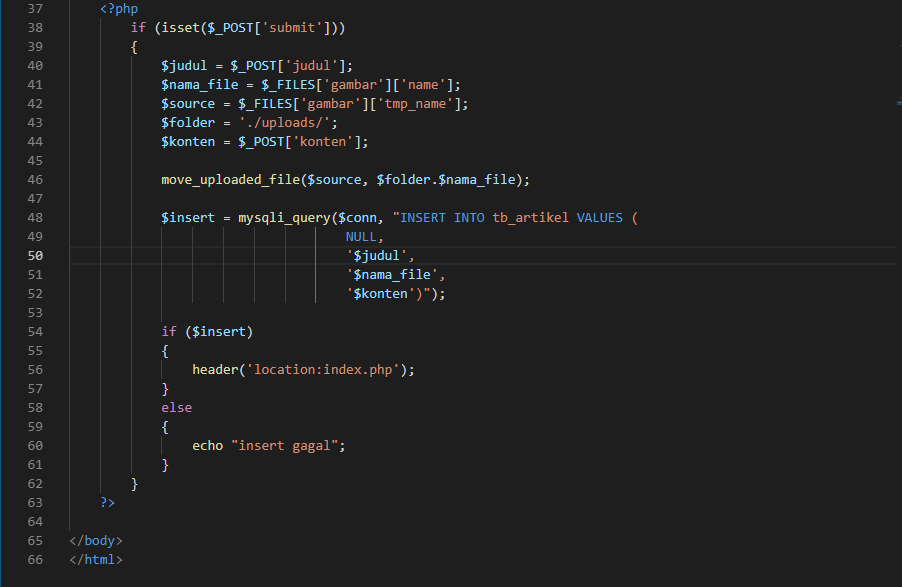 37 <?php
38 if (isset($_POST['submit']))
39 {
40 $judul = $_POST['judul'];
41 $nama_file = $_FILES['gambar']['name'];
42 $source = $_FILES['gambar']['tmp_name'];
43 $folder = './uploads/';
44 $konten = $_POST['konten'];
45
46 move_uploaded_file($source, $folder.$nama_file);
47
48 $insert = mysqli_query($conn, "INSERT INTO tb_artikel VALUES (
49 NULL,
50 '$judul',
51 '$nama_file',
52 '$konten')");
53
54 if ($insert)
55 {
56 header('location:index.php');
57 }
58 else
59 {
60 echo "insert gagal";
61 }
62 }
63 ?>
64
65 </body>
66 </html>